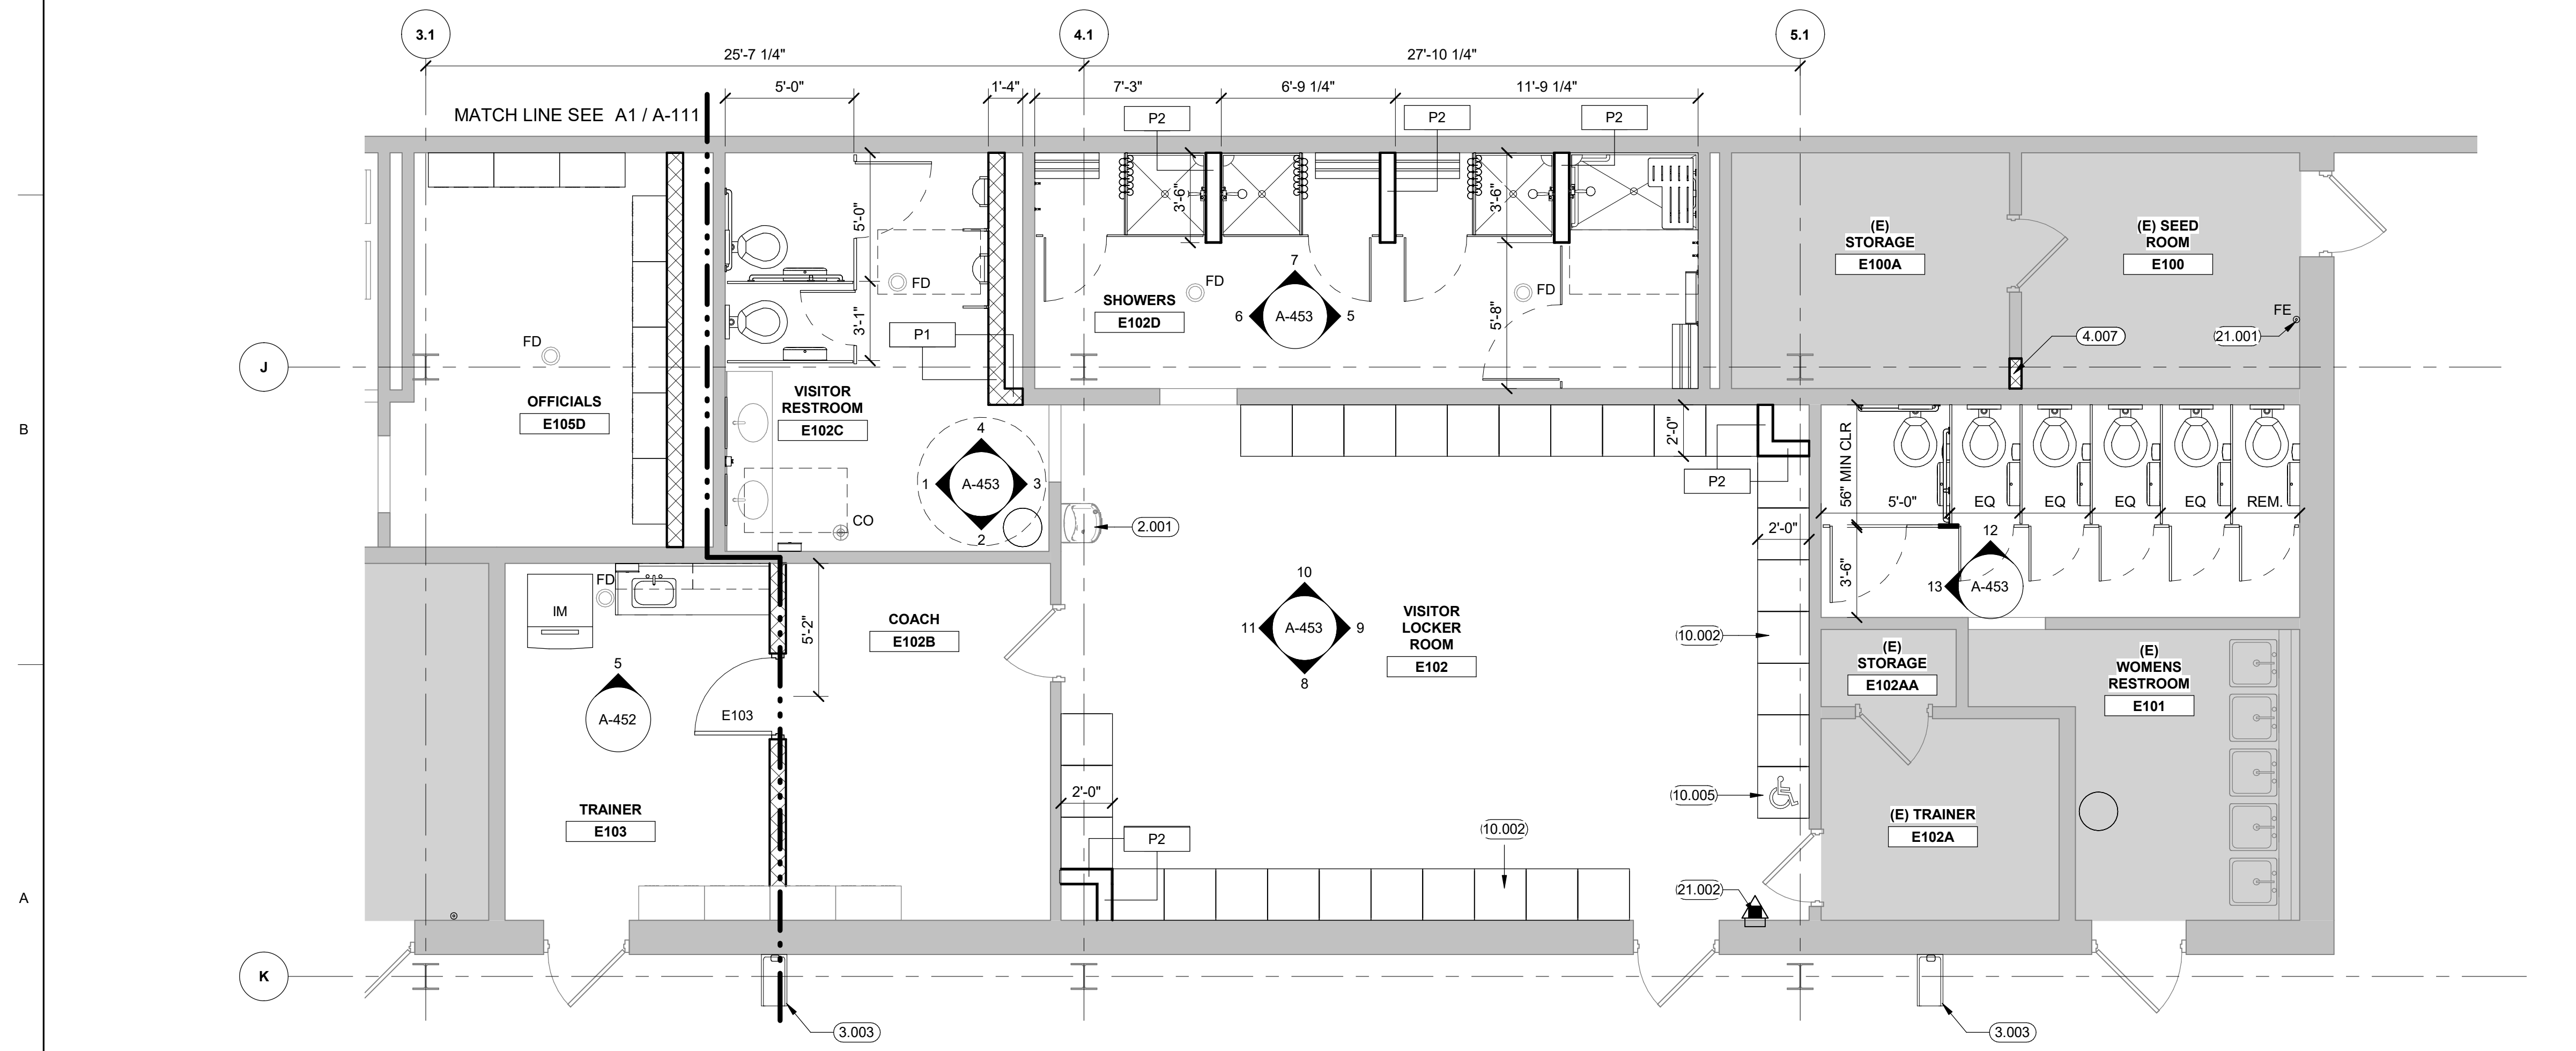 3.1
4.1
5.1
25'-7 1/4"
27'-10 1/4"
5'-0"
1'-4"
7'-3"
6'-9 1/4"
11'-9 1/4"
MATCH LINE SEE A1 / A-111
P2
P2
P2
3'-6"
3'-6"
5'-0"
3'-1"
5'-8"
FD
FD
FD
FD
P1
SHOWERS
E102D
7
6 A-453 5
(E)
STORAGE
E100A
(E) SEED
ROOM
E100
FE
21.001
4.007
J
B
OFFICIALS
E105D
VISITOR
RESTROOM
E102C
4
1 A-453 3
2
CO
2.001
2'-0"
P2
2'-0"
56" MIN CLR
5'-0"
EQ
EQ
EQ
EQ
REM.
3'-6"
12
13 A-453
FD
IM
5'-2"
COACH
E102B
10
11 A-453 9
8
VISITOR
LOCKER
ROOM
E102
10.002
(E)
STORAGE
E102AA
(E)
WOMENS
RESTROOM
E101
5
A-452
E103
TRAINER
E103
2'-0"
P2
10.002
10.005
21.002
(E) TRAINER
E102A
A
K
3.003
3.003